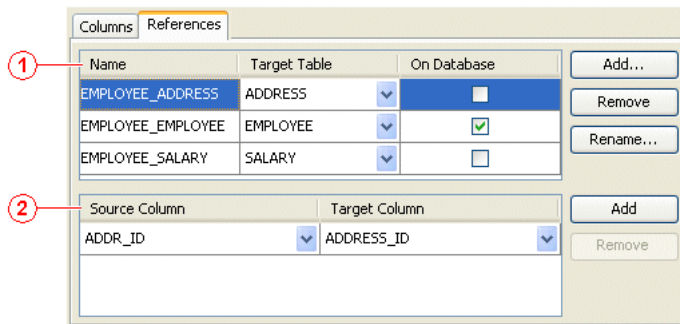 Columns References
1 Name Target Table On Database Add...
EMPLOYEE_ADDRESS ADDRESS Remove
EMPLOYEE_EMPLOYEE EMPLOYEE Rename...
EMPLOYEE_SALARY SALARY
2 Source Column Target Column Add
ADDR_ID ADDRESS_ID Remove